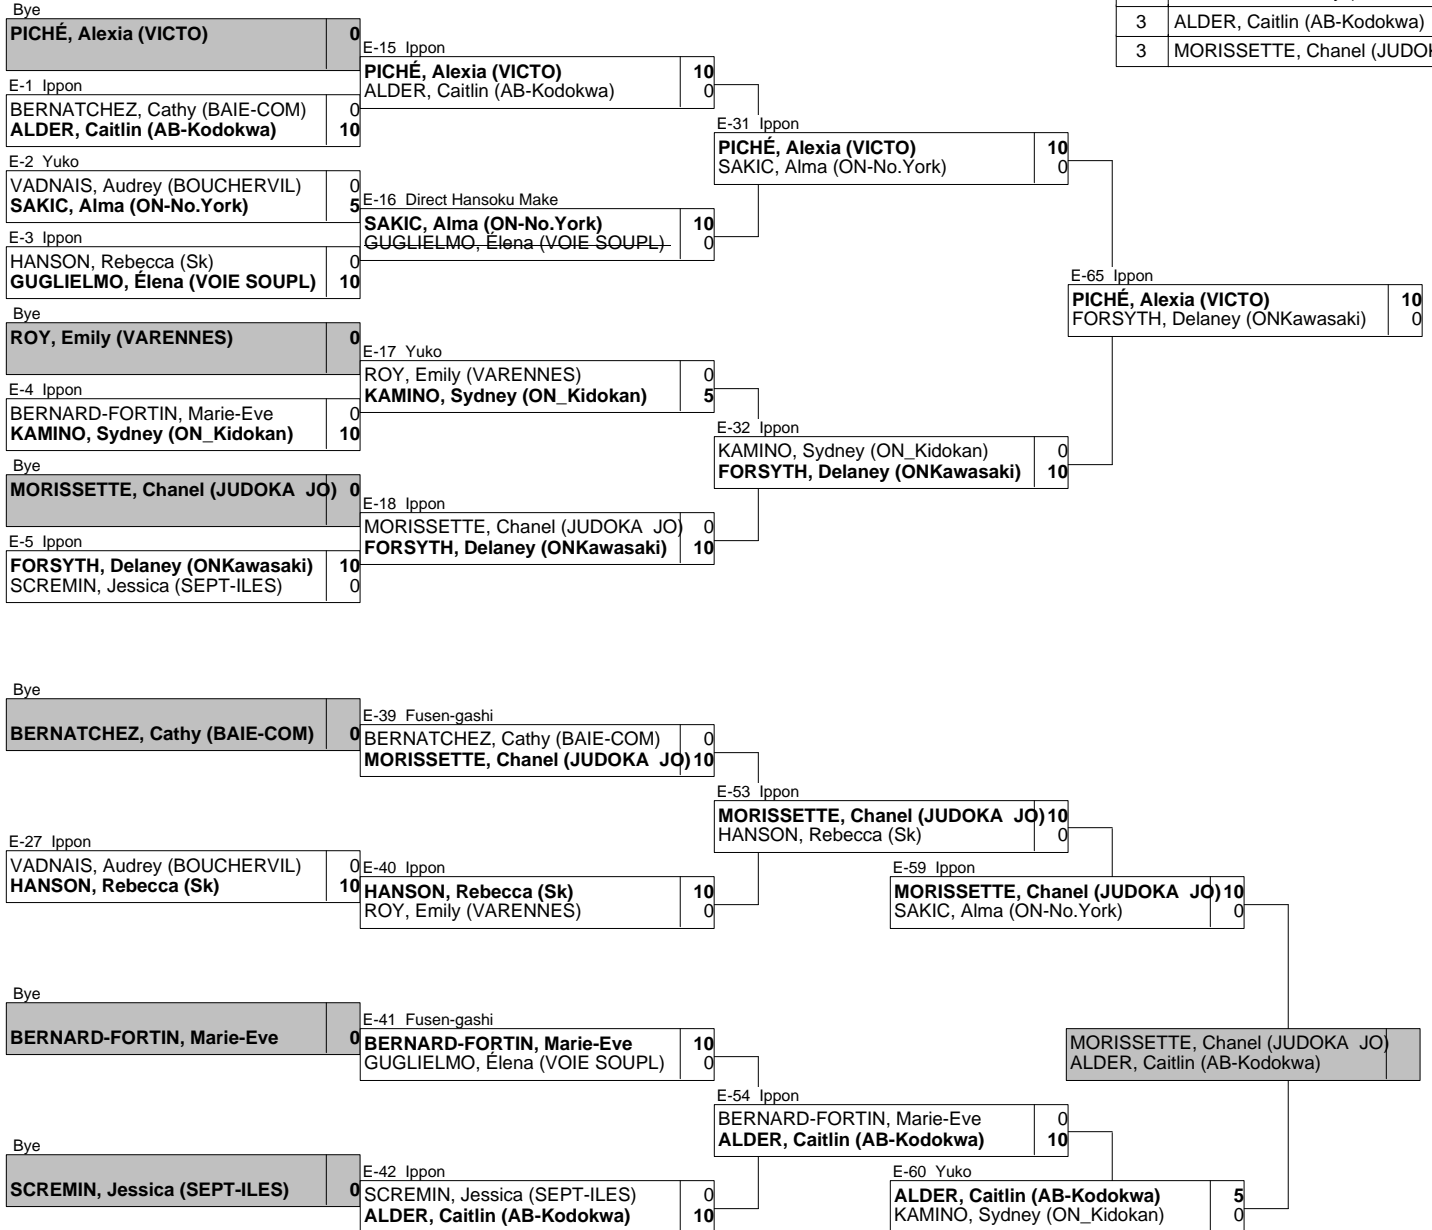 Bye
PICHÉ, Alexia (VICTO) 0
E-1 Ippon
BERNATCHEZ, Cathy (BAIE-COM) 0
ALDER, Caitlin (AB-Kodokwa) 10
E-2 Yuko
VADNAIS, Audrey (BOUCHERVIL) 0
SAKIC, Alma (ON-No.York) 5
E-3 Ippon
HANSON, Rebecca (Sk) 0
GUGLIELMO, Élena (VOIE SOUPL) 10
Bye
ROY, Emily (VARENNES) 0
E-4 Ippon
BERNARD-FORTIN, Marie-Eve 0
KAMINO, Sydney (ON_Kidokan) 10
Bye
MORISSETTE, Chanel (JUDOKA JO) 0
E-5 Ippon
FORSYTH, Delaney (ONKawasaki) 10
SCREMIN, Jessica (SEPT-ILES) 0
E-15 Ippon
PICHÉ, Alexia (VICTO) 10
ALDER, Caitlin (AB-Kodokwa) 0
E-16 Direct Hansoku Make
SAKIC, Alma (ON-No.York) 10
GUGLIELMO, Élena (VOIE SOUPL) 0
E-17 Yuko
ROY, Emily (VARENNES) 0
KAMINO, Sydney (ON_Kidokan) 5
E-18 Ippon
MORISSETTE, Chanel (JUDOKA JO) 0
FORSYTH, Delaney (ONKawasaki) 10
E-31 Ippon
PICHÉ, Alexia (VICTO) 10
SAKIC, Alma (ON-No.York) 0
E-32 Ippon
KAMINO, Sydney (ON_Kidokan) 0
FORSYTH, Delaney (ONKawasaki) 10
3 ALDER, Caitlin (AB-Kodokwa)
3 MORISSETTE, Chanel (JUDO
E-65 Ippon
PICHÉ, Alexia (VICTO) 10
FORSYTH, Delaney (ONKawasaki) 0
Bye
BERNATCHEZ, Cathy (BAIE-COM) 0
E-27 Ippon
VADNAIS, Audrey (BOUCHERVIL) 0
HANSON, Rebecca (Sk) 10
Bye
BERNARD-FORTIN, Marie-Eve 0
Bye
SCREMIN, Jessica (SEPT-ILES) 0
E-39 Fusen-gashi
BERNATCHEZ, Cathy (BAIE-COM) 0
MORISSETTE, Chanel (JUDOKA JO) 10
E-40 Ippon
HANSON, Rebecca (Sk) 10
ROY, Emily (VARENNES) 0
E-41 Fusen-gashi
BERNARD-FORTIN, Marie-Eve 10
GUGLIELMO, Élena (VOIE SOUPL) 0
E-42 Ippon
SCREMIN, Jessica (SEPT-ILES) 0
ALDER, Caitlin (AB-Kodokwa) 10
E-53 Ippon
MORISSETTE, Chanel (JUDOKA JO) 10
HANSON, Rebecca (Sk) 0
E-54 Ippon
BERNARD-FORTIN, Marie-Eve 0
ALDER, Caitlin (AB-Kodokwa) 10
E-59 Ippon
MORISSETTE, Chanel (JUDOKA JO) 10
SAKIC, Alma (ON-No.York) 0
E-60 Yuko
ALDER, Caitlin (AB-Kodokwa) 5
KAMINO, Sydney (ON_Kidokan) 0
MORISSETTE, Chanel (JUDOKA JO)
ALDER, Caitlin (AB-Kodokwa)